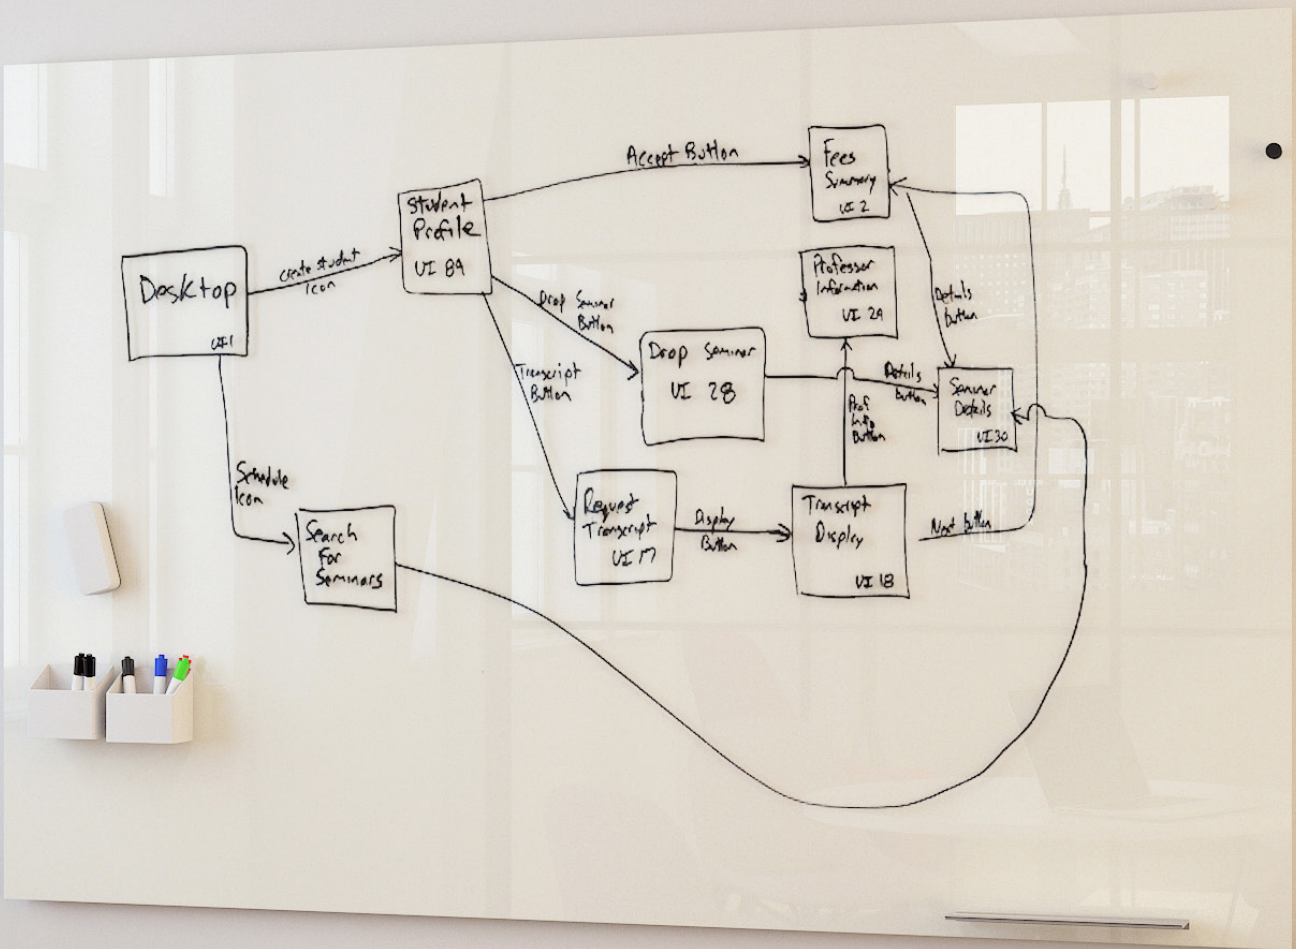 Accept Button
Fees
Summary
UI 2
Student
Profile
UI 89
Desktop
UI 1
create student
Icon
Professor
Information
UI 29
Drop Seminar
Button
Details
Button
Drop Seminar
UI 28
Transcript
Button
Details
Button
Seminar
Details
UI 30
Prof
Info
Button
Schedule
Icon
Search
For
Seminars
Request
Transcript
UI 17
Display
Button
Transcript
Display
UI 18
Next button